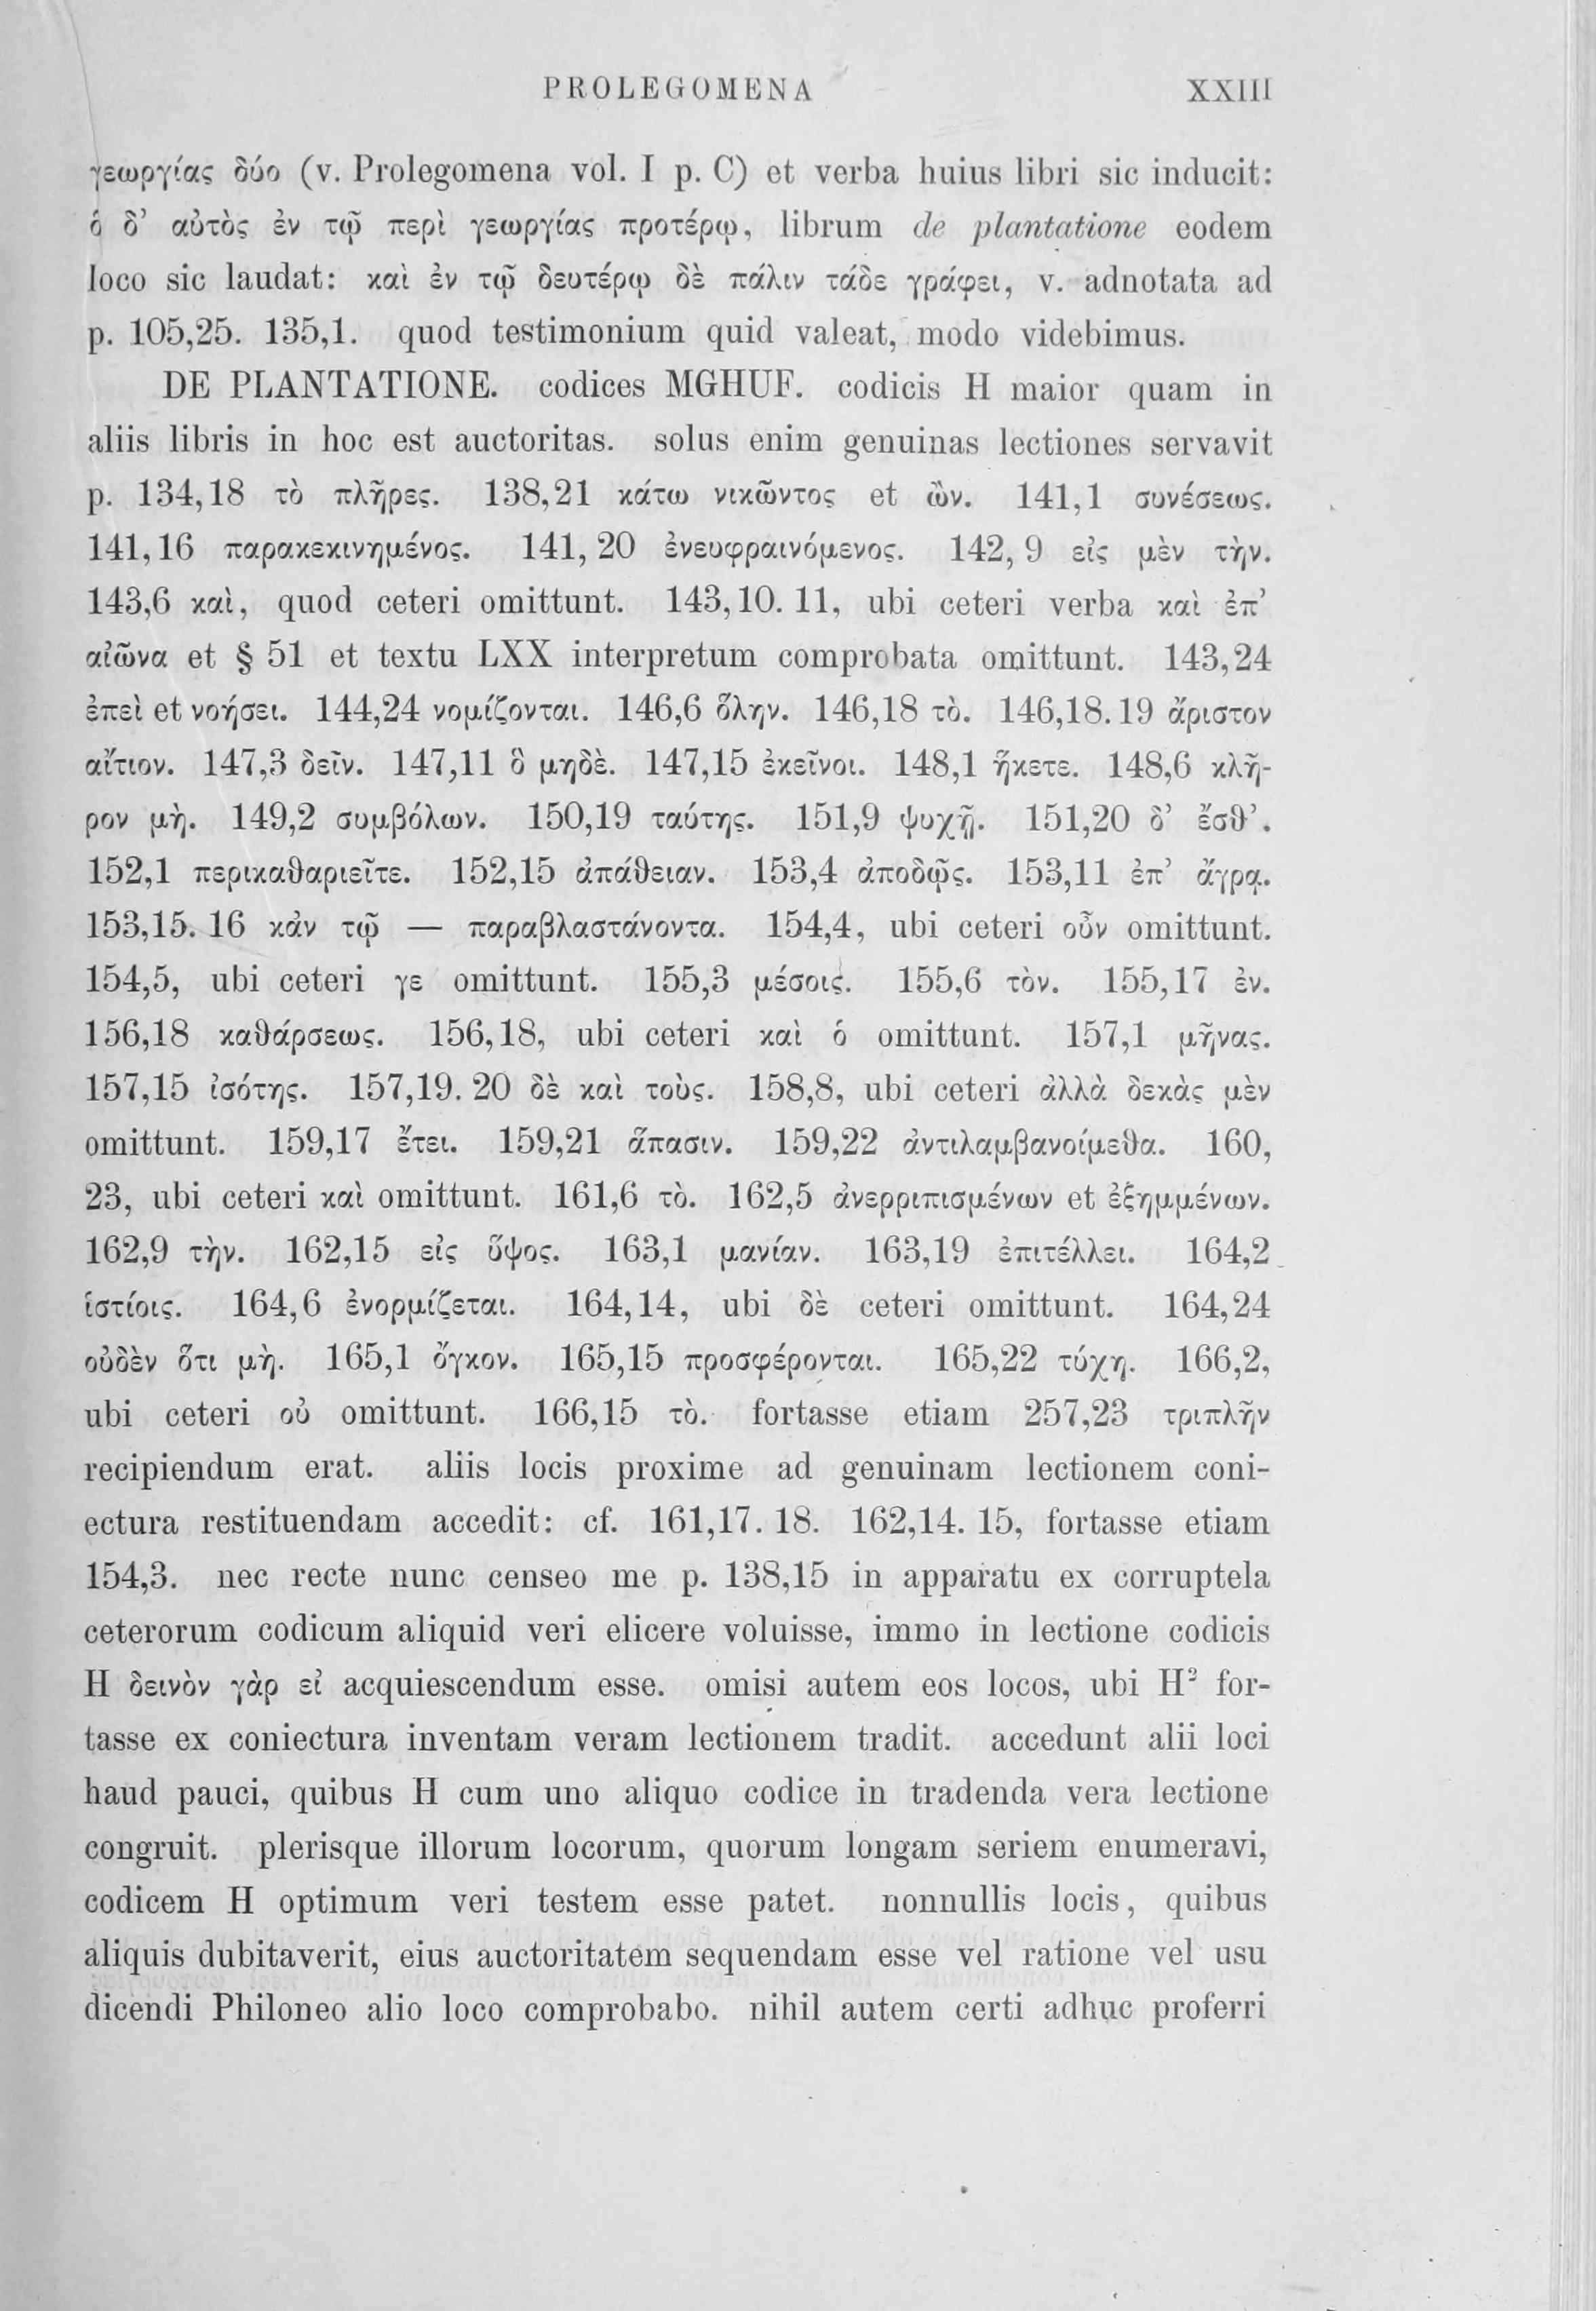 PROLEGOMENA XXIII
γεωργίας δύο (v. Prolegomena vol. I p. C) et verba huius libri sic inducit:
ὁ δ’ αὐτὸς ἐν τῷ περὶ γεωργίας προτέρῳ, librum de plantatione eodem
loco sic laudat: καὶ ἐν τῷ δευτέρῳ δὲ πάλιν τάδε γράφει, v. adnotata ad
p. 105,25. 135,1. quod testimonium quid valeat, modo videbimus.
DE PLANTATIONE. codices MGHUF. codicis H maior quam in
aliis libris in hoc est auctoritas. solus enim genuinas lectiones servavit
p. 134,18 τὸ πλῆρες. 138,21 κάτω νικῶντος et ὢν. 141,1 συνέσεως.
141,16 παρακεκινημένος. 141,20 ἐνευφραινόμενος. 142,9 εἰς μὲν τὴν.
143,6 καὶ, quod ceteri omittunt. 143,10. 11, ubi ceteri verba καὶ ἐπ’
αἰῶνα et § 51 et textu LXX interpretum comprobata omittunt. 143,24
ἐπεὶ et νοήσει. 144,24 νομίζονται. 146,6 ὅλην. 146,18 τὸ. 146,18. 19 ἄριστον
αἴτιον. 147,3 δεῖν. 147,11 ὃ μηδὲ. 147,15 ἐκεῖνοι. 148,1 ἥκετε. 148,6 κλῆ-
ρον μὴ. 149,2 συμβόλων. 150,19 ταύτης. 151,9 ψυχῇ. 151,20 δ’ ἔσθ’.
152,1 περικαθαριεῖτε. 152,15 ἀπάθειαν. 153,4 ἀποδῷς. 153,11 ἐπ’ ἄγρᾳ.
153,15. 16 κἀν τῷ — παραβλαστάνοντα. 154,4, ubi ceteri οὖν omittunt.
154,5, ubi ceteri γε omittunt. 155,3 μέσοις. 155,6 τὸν. 155,17 ἐν.
156,18 καθάρσεως. 156,18, ubi ceteri καὶ ὁ omittunt. 157,1 μῆνας.
157,15 ἰσότης. 157,19. 20 δὲ καὶ τοὺς. 158,8, ubi ceteri ἀλλὰ δεκὰς μὲν
omittunt. 159,17 ἔτει. 159,21 ἅπασιν. 159,22 ἀντιλαμβανοίμεθα. 160,
23, ubi ceteri καὶ omittunt. 161,6 τὸ. 162,5 ἀνερριπισμένων et ἐξημμένων.
162,9 τὴν. 162,15 εἰς ὕψος. 163,1 μανίαν. 163,19 ἐπιτέλλει. 164,2
ἱστίοις. 164,6 ἐνορμίζεται. 164,14, ubi δὲ ceteri omittunt. 164,24
οὐδὲν ὅτι μὴ. 165,1 ὄγκον. 165,15 προσφέρονται. 165,22 τύχῃ. 166,2,
ubi ceteri οὐ omittunt. 166,15 τὸ. fortasse etiam 257,23 τριπλῆν
recipiendum erat. aliis locis proxime ad genuinam lectionem coni-
ectura restituendam accedit: cf. 161,17. 18. 162,14. 15, fortasse etiam
154,3. nec recte nunc censeo me p. 138,15 in apparatu ex corruptela
ceterorum codicum aliquid veri elicere voluisse, immo in lectione codicis
H δεινὸν γὰρ εἰ acquiescendum esse. omisi autem eos locos, ubi H² for-
tasse ex coniectura inventam veram lectionem tradit. accedunt alii loci
haud pauci, quibus H cum uno aliquo codice in tradenda vera lectione
congruit. plerisque illorum locorum, quorum longam seriem enumeravi,
codicem H optimum veri testem esse patet. nonnullis locis, quibus
aliquis dubitaverit, eius auctoritatem sequendam esse vel ratione vel usu
dicendi Philoneo alio loco comprobabo. nihil autem certi adhuc proferri